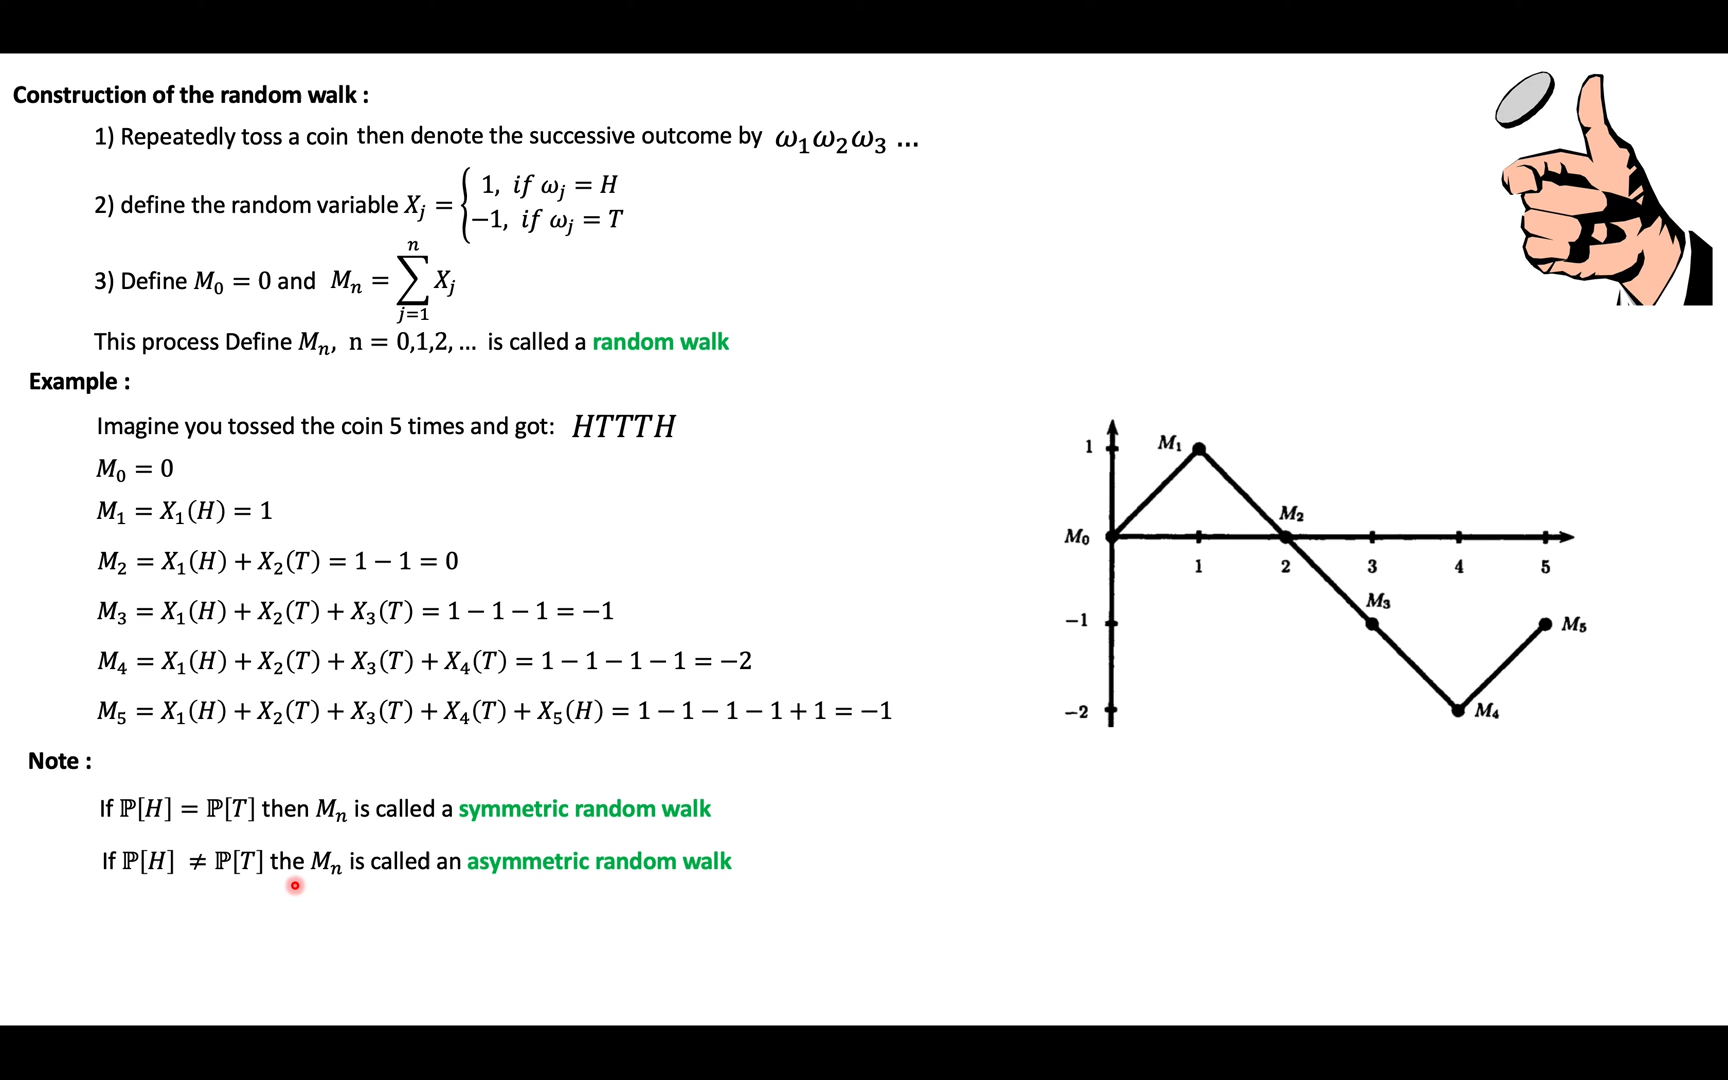 Construction of the random walk :
1) Repeatedly toss a coin then denote the successive outcome by ω₁ω₂ω₃ ...
2) define the random variable Xⱼ = { 1, if ωⱼ = H
−1, if ωⱼ = T
3) Define M₀ = 0 and Mₙ = ∑ⱼ₌₁ⁿ Xⱼ
This process Define Mₙ, n = 0,1,2, ... is called a random walk
Example :
Imagine you tossed the coin 5 times and got: HTTTH
M₀ = 0
M₁ = X₁(H) = 1
M₂ = X₁(H) + X₂(T) = 1 − 1 = 0
M₃ = X₁(H) + X₂(T) + X₃(T) = 1 − 1 − 1 = −1
M₄ = X₁(H) + X₂(T) + X₃(T) + X₄(T) = 1 − 1 − 1 − 1 = −2
M₅ = X₁(H) + X₂(T) + X₃(T) + X₄(T) + X₅(H) = 1 − 1 − 1 − 1 + 1 = −1
Note :
If ℙ[H] = ℙ[T] then Mₙ is called a symmetric random walk
If ℙ[H] ≠ ℙ[T] the Mₙ is called an asymmetric random walk
1 M₁
M₂
M₀
1 2 3 4 5
M₃
−1 M₅
−2 M₄